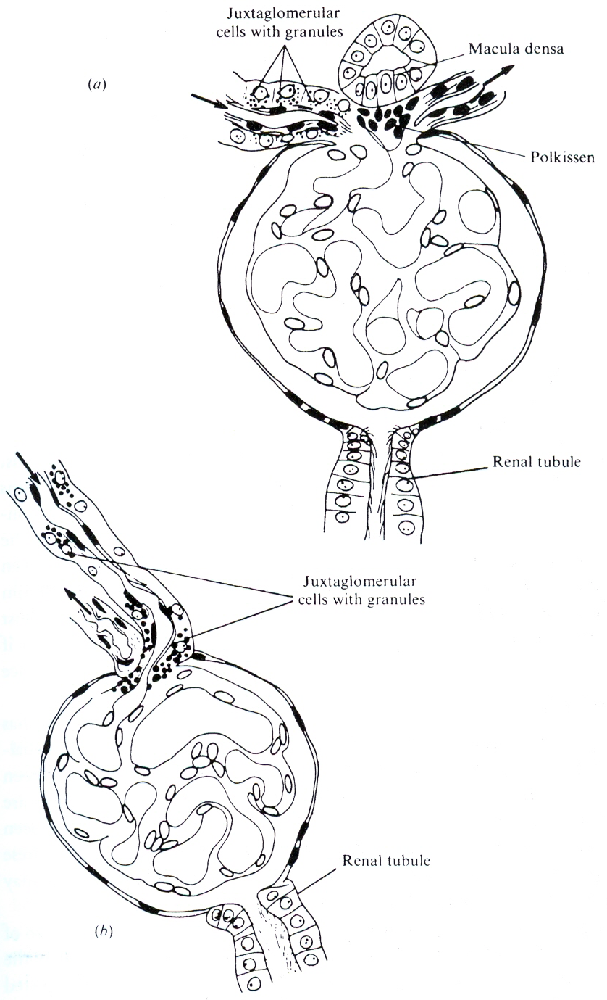 Juxtaglomerular
cells with granules
Macula densa
(a)
Polkissen
Renal tubule
Juxtaglomerular
cells with granules
Renal tubule
(b)